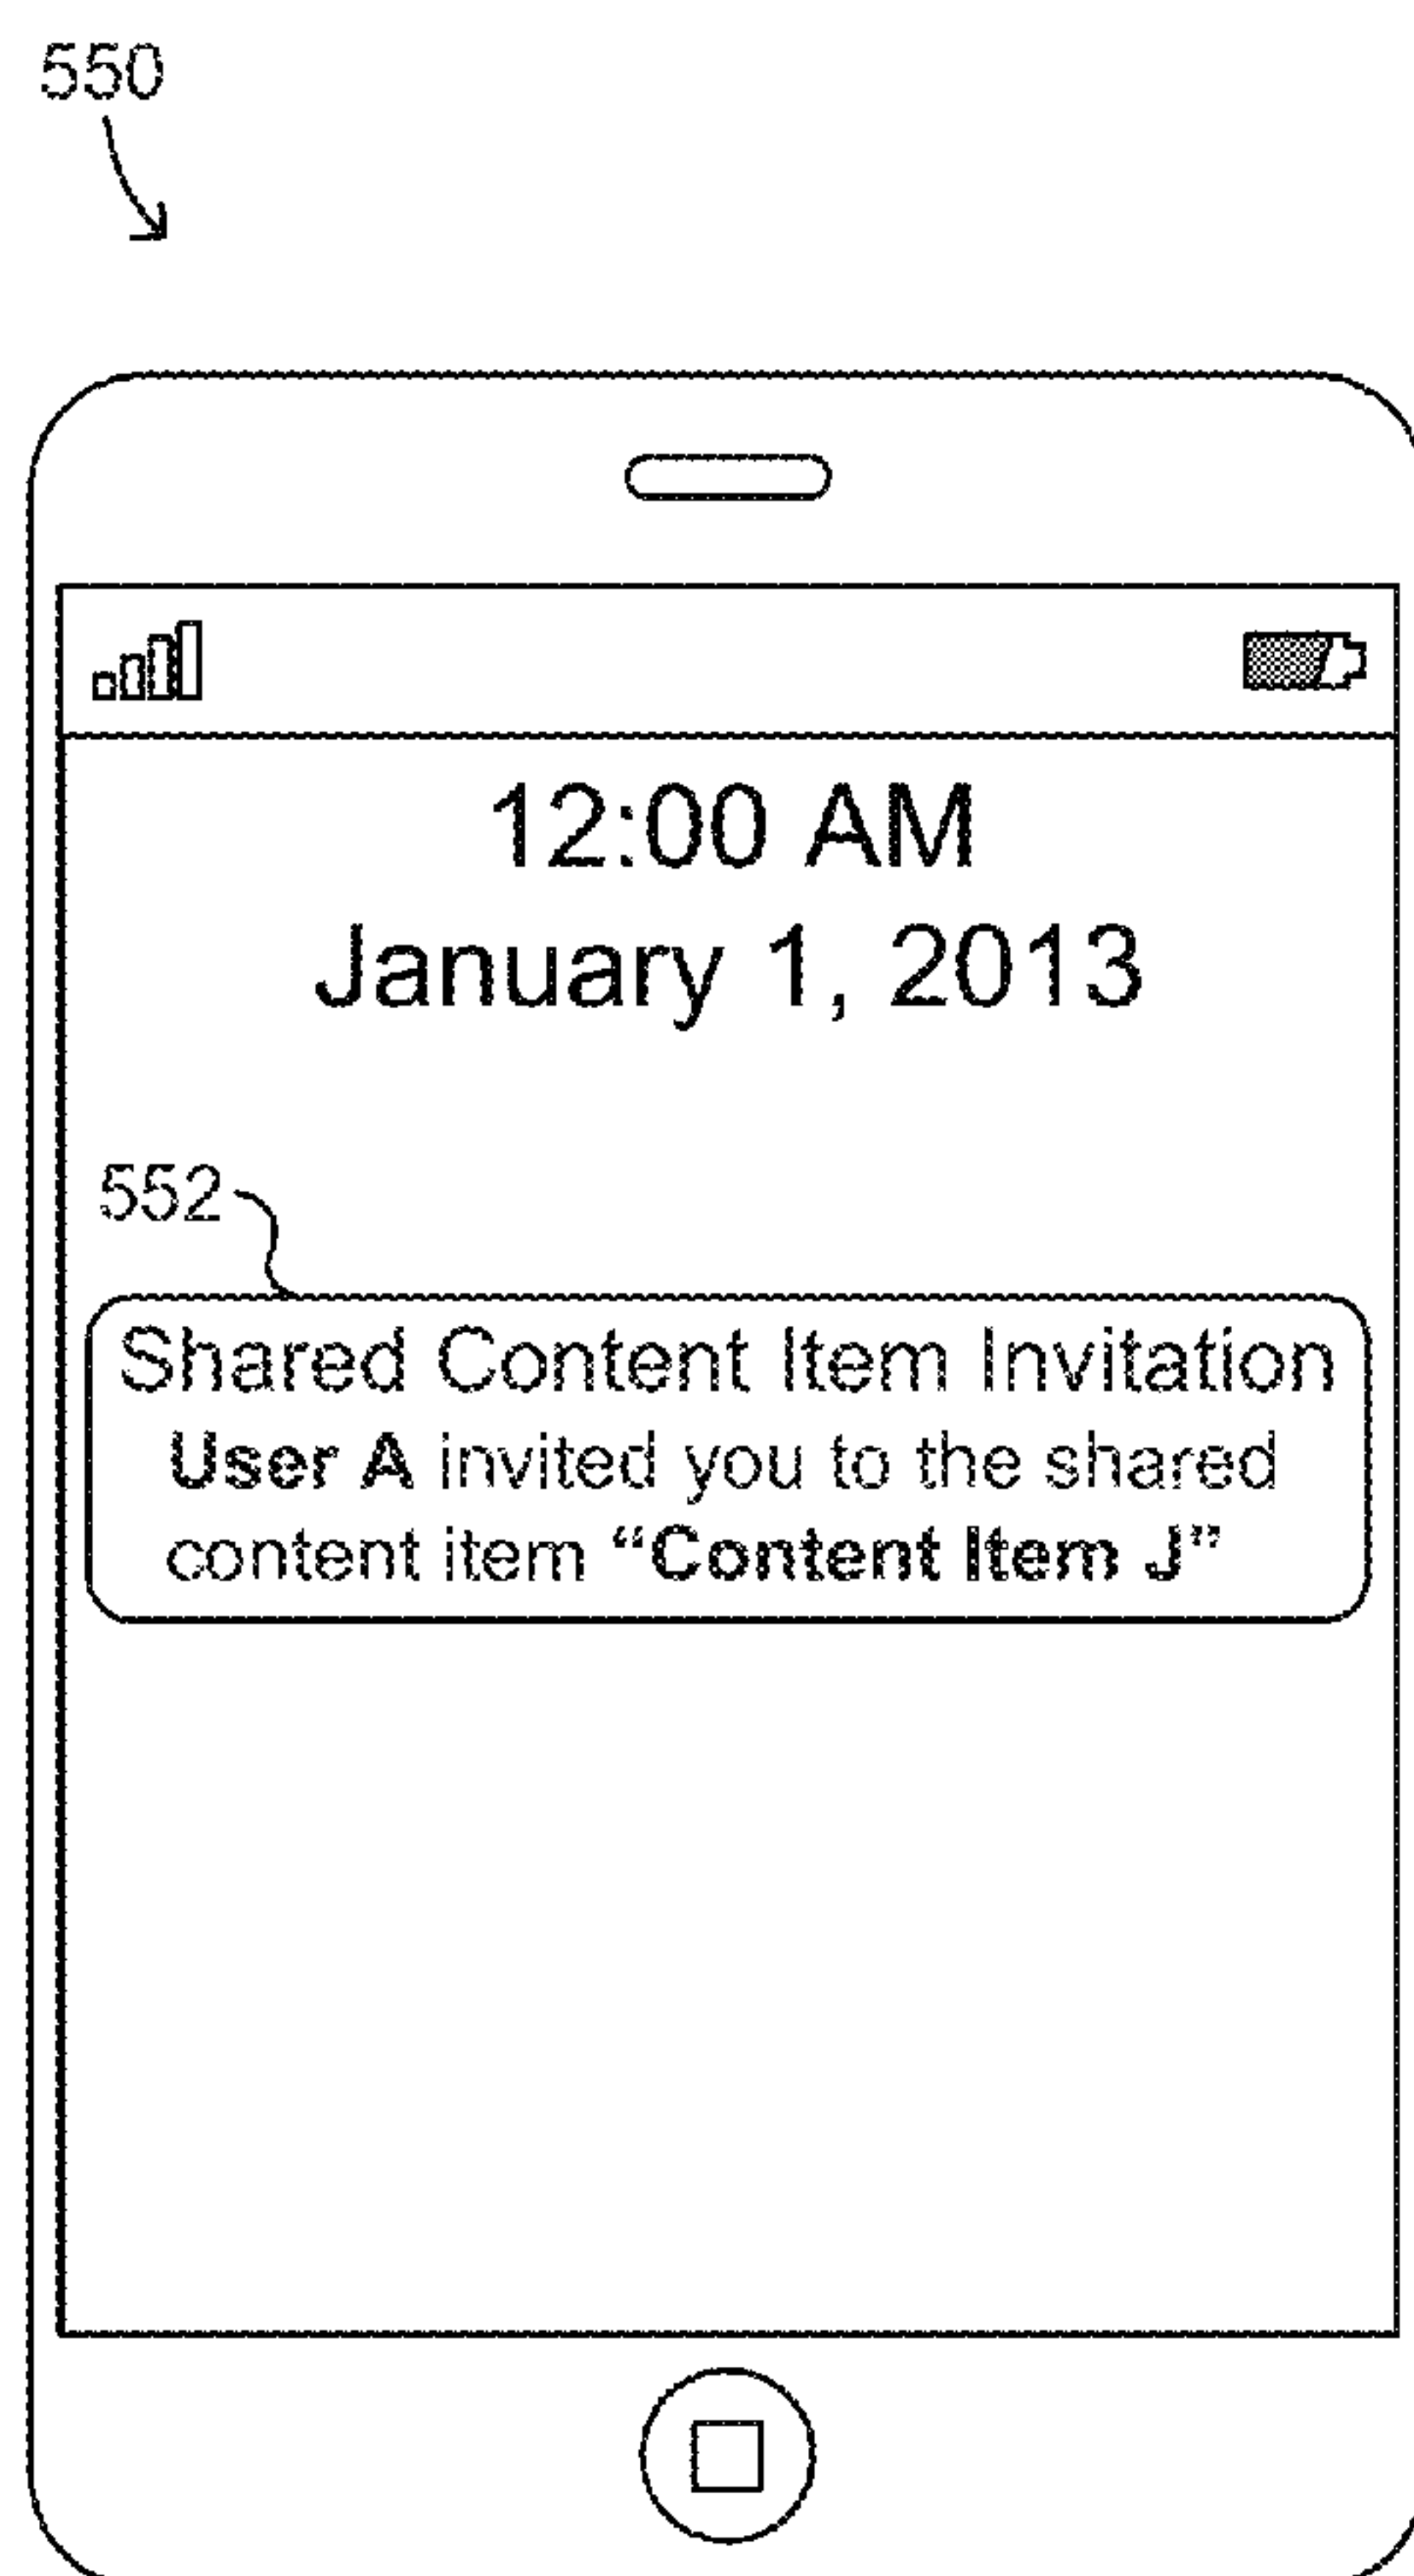 550
12:00 AM
January 1, 2013
552
Shared Content Item Invitation
User A invited you to the shared
content item “Content Item J”